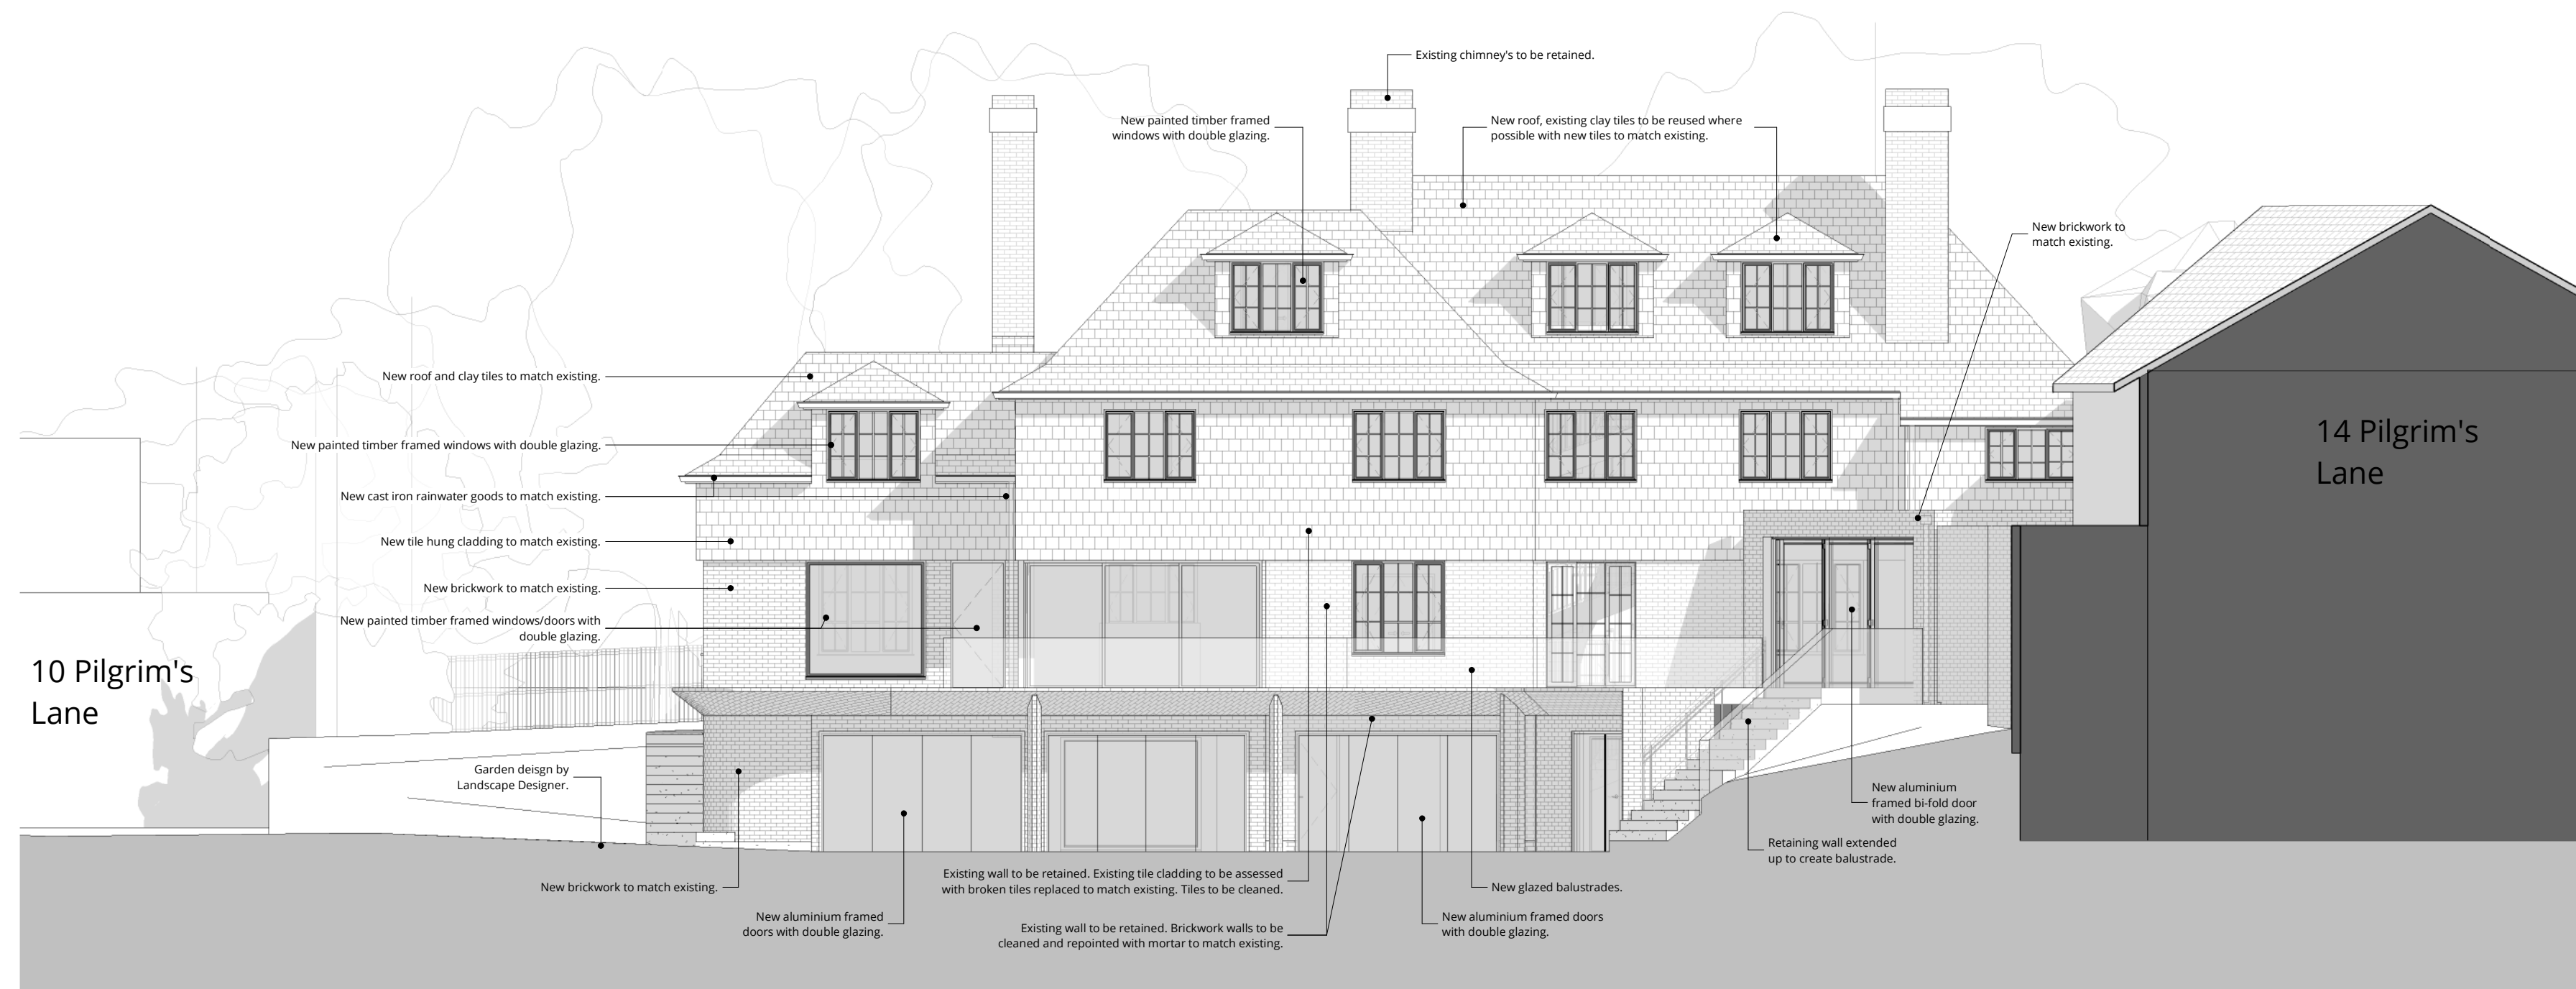 Existing chimney's to be retained.
New painted timber framed
windows with double glazing.
New roof, existing clay tiles to be reused where
possible with new tiles to match existing.
New brickwork to
match existing.
New roof and clay tiles to match existing.
New painted timber framed windows with double glazing.
New cast iron rainwater goods to match existing.
New tile hung cladding to match existing.
New brickwork to match existing.
New painted timber framed windows/doors with
double glazing.
10 Pilgrim's
Lane
14 Pilgrim's
Lane
Garden deisgn by
Landscape Designer.
New brickwork to match existing.
New aluminium framed
doors with double glazing.
Existing wall to be retained. Existing tile cladding to be assessed
with broken tiles replaced to match existing. Tiles to be cleaned.
Existing wall to be retained. Brickwork walls to be
cleaned and repointed with mortar to match existing.
New glazed balustrades.
New aluminium framed doors
with double glazing.
Retaining wall extended
up to create balustrade.
New aluminium
framed bi-fold door
with double glazing.